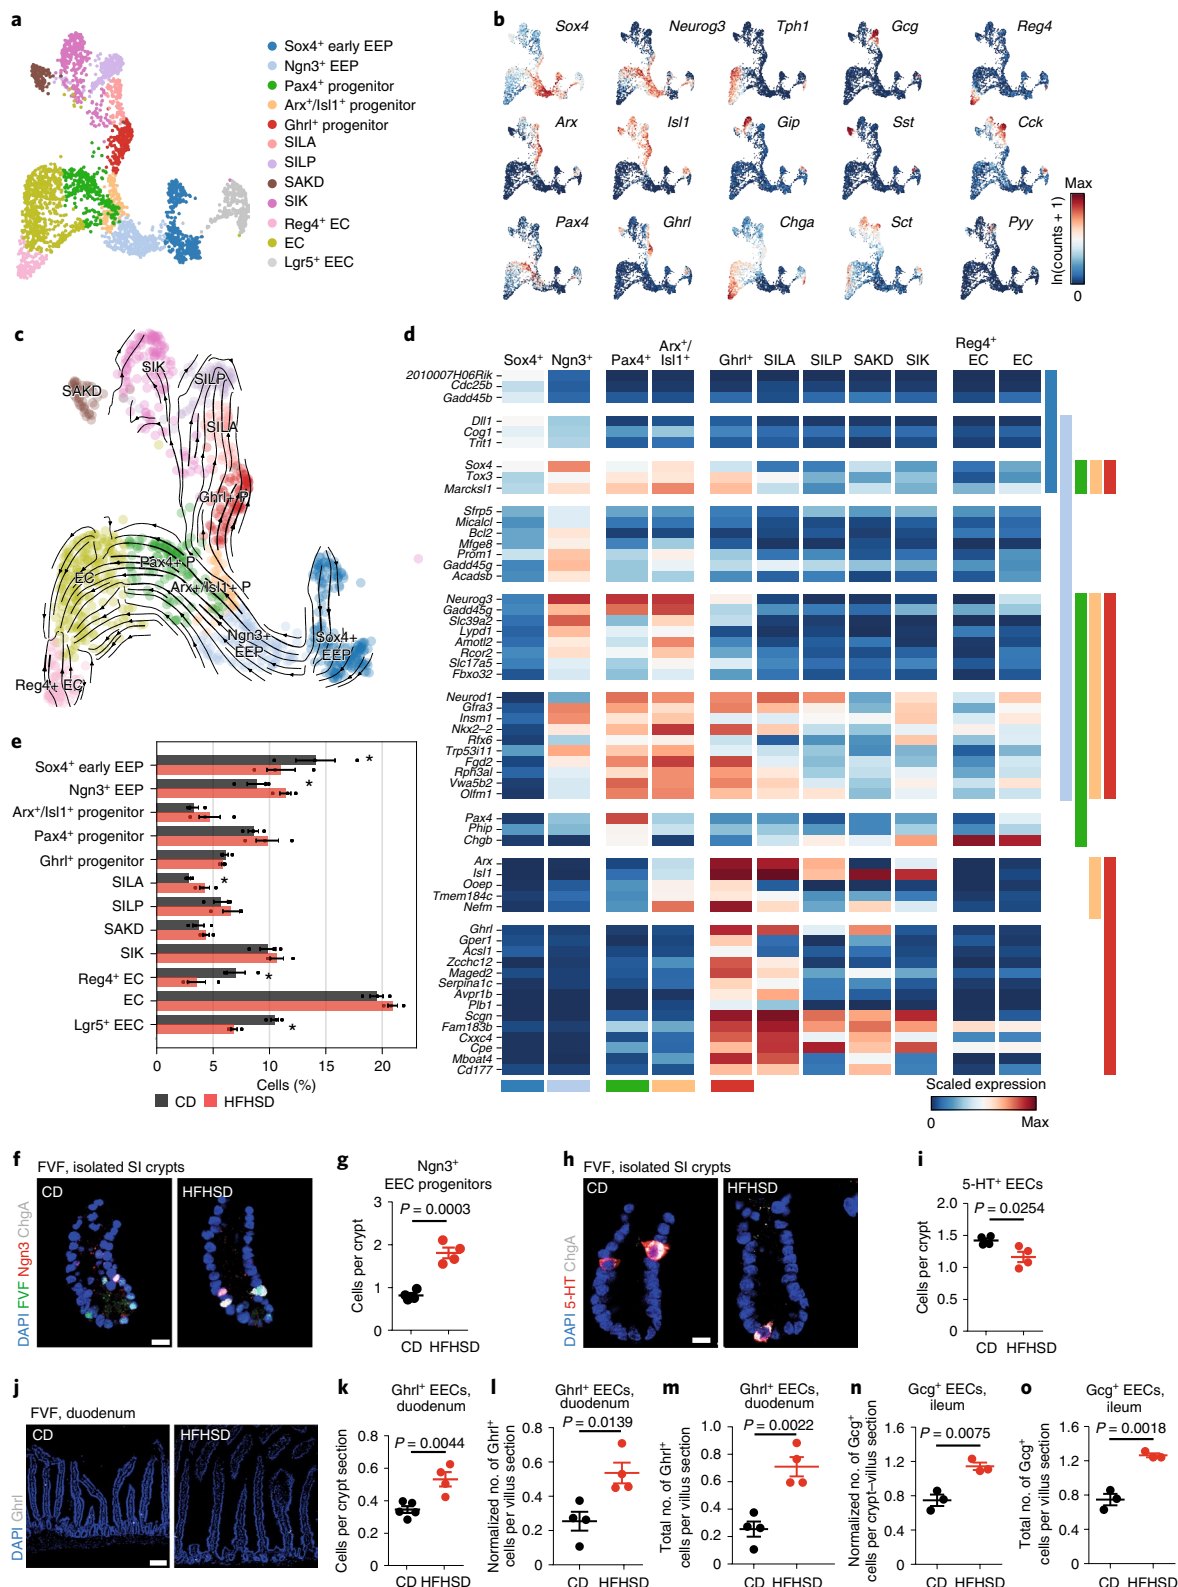 a
Sox4+ early EEP
Ngn3+ EEP
Pax4+ progenitor
Arx+/Isl1+ progenitor
Ghrl+ progenitor
SILA
SILP
SAKD
SIK
Reg4+ EC
EC
Lgr5+ EEC
b
Sox4
Neurog3
Tph1
Gcg
Reg4
Arx
Isl1
Gip
Sst
Cck
Pax4
Ghrl
Chga
Sct
Pyy
Max
ln(counts + 1)
0
c
SIK
SAKD
SILP
SILA
Ghrl+ P
Pax4+ P
EC
Arx+/Isl1+ P
Ngn3+
EEP
Sox4+
EEP
Reg4+ EC
d
Sox4+ Ngn3+ Pax4+ Arx+/Isl1+ Ghrl+ SILA SILP SAKD SIK Reg4+ EC EC
2010007H06Rik
Cdc25b
Gadd45b
Dll1
Cog1
Trit1
Sox4
Tox3
Marcksl1
Sfrp5
Micalcl
Bcl2
Mfge8
Prom1
Gadd45g
Acadsb
Neurog3
Gadd45g
Slc39a2
Lypd1
Amotl2
Rcor2
Slc17a5
Fbxo32
Neurod1
Gfra3
Insm1
Nkx2–2
Rfx6
Trp53i11
Fgd2
Rph3al
Vwa5b2
Olfm1
Pax4
Phip
Chgb
Arx
Isl1
Ooep
Tmem184c
Nefm
Ghrl
Gper1
Acsl1
Zcchc12
Maged2
Serpina1c
Avpr1b
Plb1
Scgn
Fam183b
Cxxc4
Cpe
Mboat4
Cd177
Scaled expression
0 Max
e
Sox4+ early EEP *
Ngn3+ EEP *
Arx+/Isl1+ progenitor
Pax4+ progenitor
Ghrl+ progenitor
SILA *
SILP
SAKD
SIK
Reg4+ EC *
EC
Lgr5+ EEC *
0 5 10 15 20
Cells (%)
CD HFHSD
f
FVF, isolated SI crypts
CD
HFHSD
DAPI FVF Ngn3 ChgA
g
Ngn3+
EEC progenitors
P = 0.0003
Cells per crypt
3
2
1
0
CD HFHSD
h
FVF, isolated SI crypts
CD
HFHSD
DAPI 5-HT ChgA
i
5-HT+ EECs
P = 0.0254
Cells per crypt
2.0
1.5
1.0
1.5
0
CD HFHSD
j
FVF, duodenum
CD
HFHSD
DAPI Ghrl
k
Ghrl+ EECs,
duodenum
P = 0.0044
Cells per crypt section
0.8
0.6
0.4
0.2
0
CD HFHSD
l
Ghrl+ EECs,
duodenum
P = 0.0139
Normalized no. of Ghrl+
cells per villus section
0.8
0.6
0.4
0.2
0
CD HFHSD
m
Ghrl+ EECs,
duodenum
P = 0.0022
Total no. of Ghrl+
cells per villus section
1.0
0.8
0.6
0.4
0.2
0
CD HFHSD
n
Gcg+ EECs,
ileum
P = 0.0075
Normalized no. of Gcg+
cells per crypt–villus section
1.6
1.2
0.8
0.4
0
CD HFHSD
o
Gcg+ EECs,
ileum
P = 0.0018
Total no. of Gcg+
cells per villus section
1.6
1.2
0.8
0.4
0
CD HFHSD